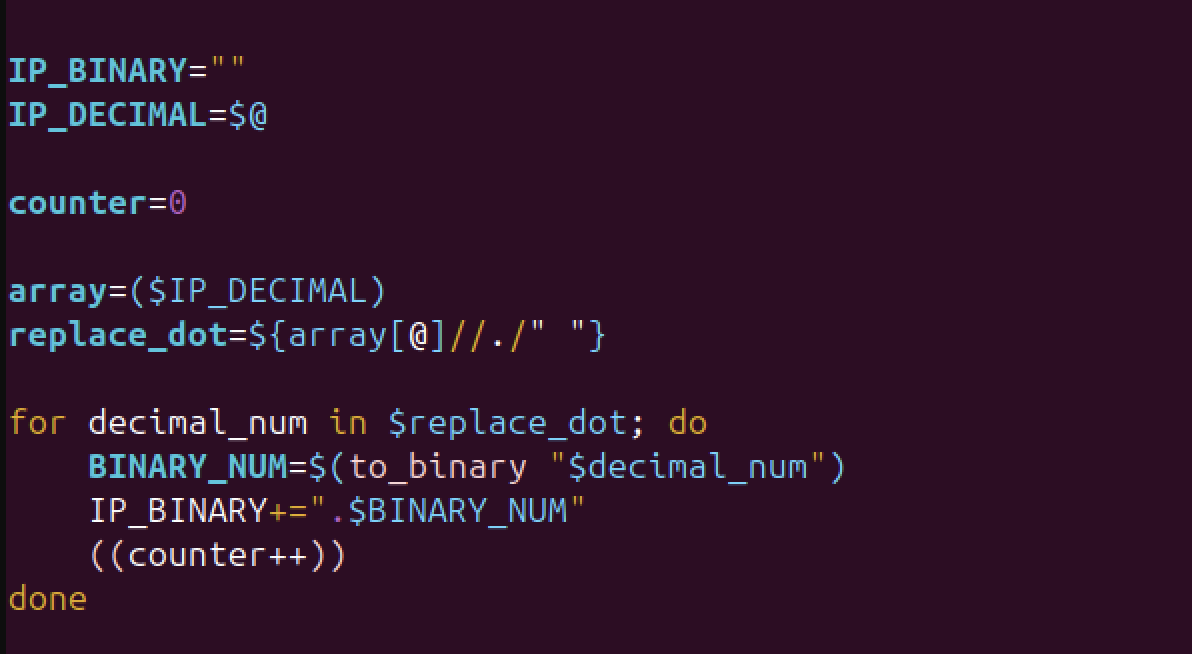 IP_BINARY=""
IP_DECIMAL=$@
counter=0
array=($IP_DECIMAL)
replace_dot=${array[@]//./" "}
for decimal_num in $replace_dot; do
    BINARY_NUM=$(to_binary "$decimal_num")
    IP_BINARY+=".$BINARY_NUM"
    ((counter++))
done